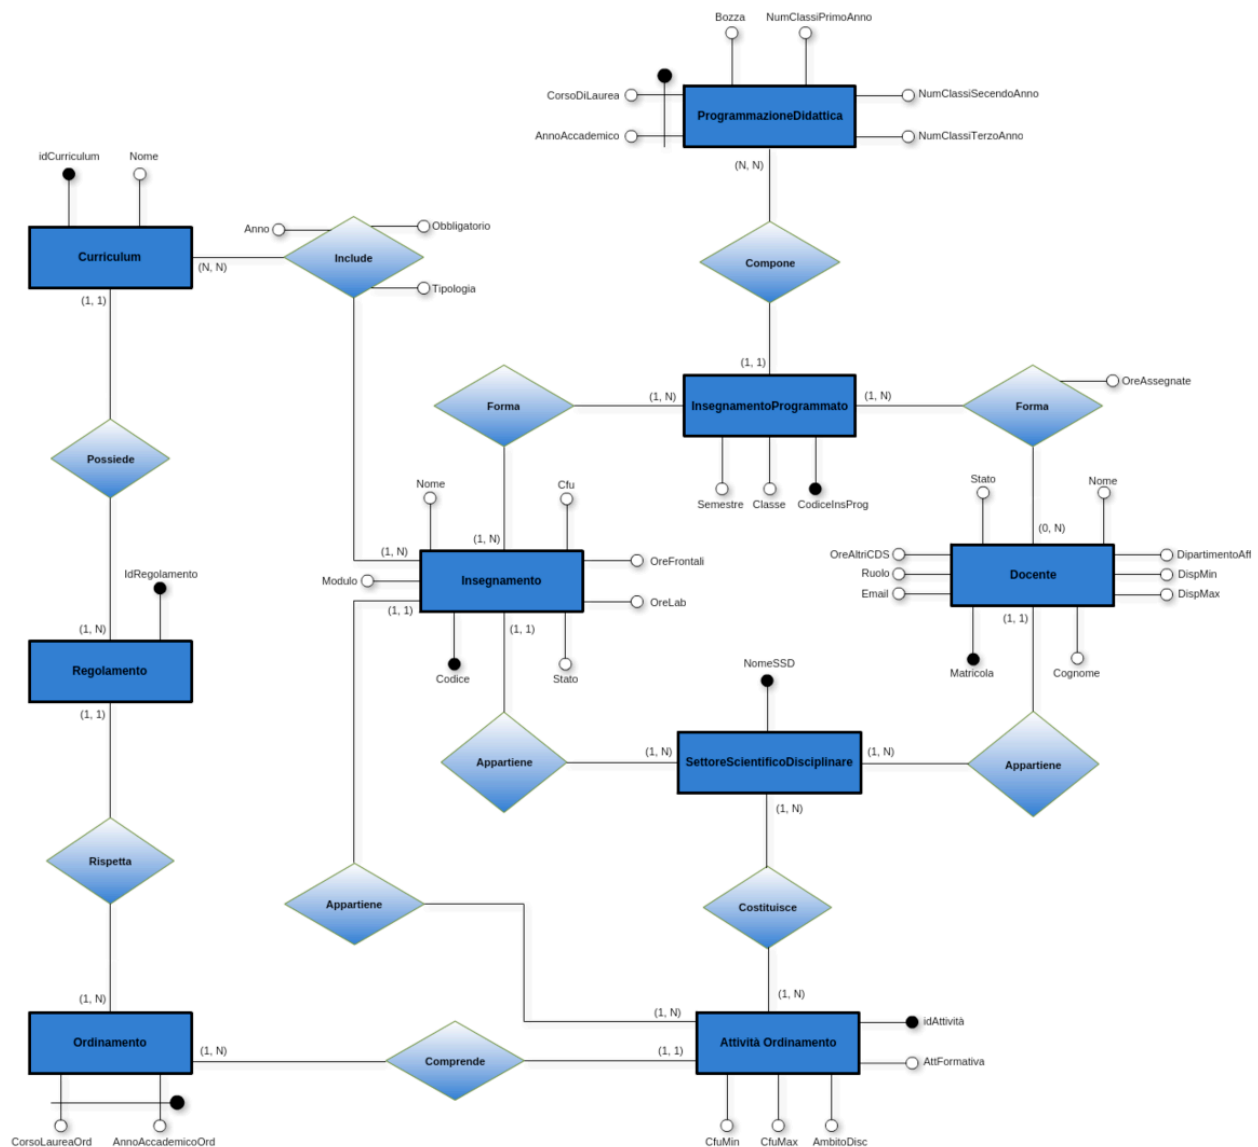 Bozza
NumClassiPrimoAnno
CorsoDiLaurea
ProgrammazioneDidattica
NumClassiSecendoAnno
AnnoAccademico
NumClassiTerzoAnno
(N, N)
idCurriculum
Nome
Anno
Obbligatorio
Curriculum
Include
Compone
(N, N)
Tipologia
(1, 1)
(1, 1)
OreAssegnate
Forma
(1, N)
InsegnamentoProgrammato
(1, N)
Forma
Possiede
Nome
Cfu
Semestre
Classe
CodiceInsProg
Stato
Nome
(1, N)
(1, N)
(0, N)
OreAltriCDS
DipartimentoAff
IdRegolamento
Modulo
Insegnamento
OreFrontali
Ruolo
Docente
DispMin
Email
DispMax
OreLab
(1, 1)
(1, 1)
(1, 1)
(1, N)
Regolamento
Codice
Stato
NomeSSD
Matricola
Cognome
(1, 1)
Appartiene
(1, N)
SettoreScientificoDisciplinare
(1, N)
Appartiene
(1, N)
Rispetta
Appartiene
Costituisce
(1, N)
(1, N)
(1, N)
idAttività
Ordinamento
(1, N)
Comprende
(1, 1)
Attività Ordinamento
AttFormativa
CorsoLaureaOrd
AnnoAccademicoOrd
CfuMin
CfuMax
AmbitoDisc